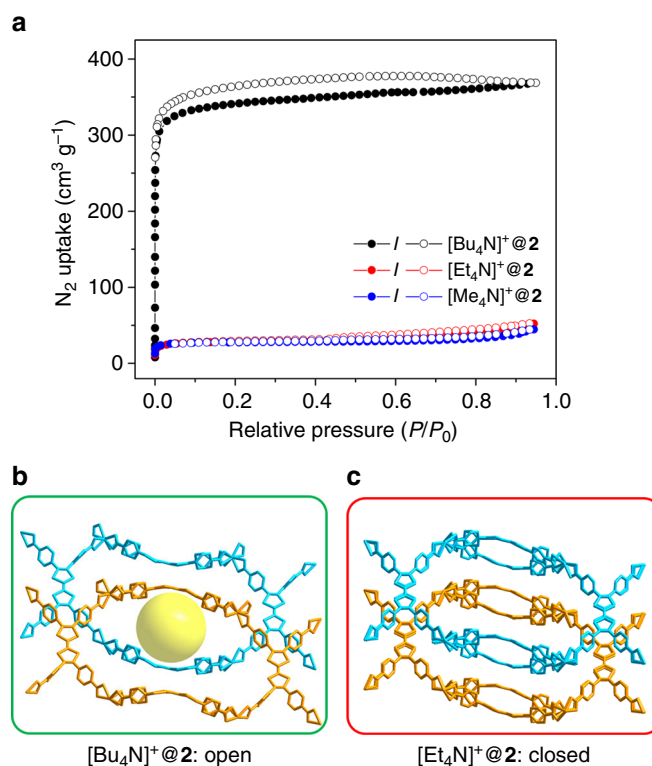 a
400
300
200
100
0
N₂ uptake (cm³ g⁻¹)
/ [Bu₄N]⁺@2
/ [Et₄N]⁺@2
/ [Me₄N]⁺@2
0.0 0.2 0.4 0.6 0.8 1.0
Relative pressure (P/P₀)
b c
[Bu₄N]⁺@2: open [Et₄N]⁺@2: closed